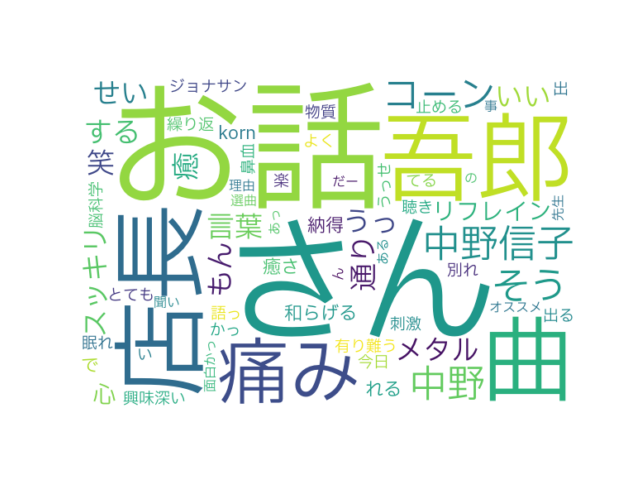 せい
ジョナサン
コーン
いい
出
お話
吾郎
店長
さん
する
繰り返
korn
物質
止める
事
笑
癒
鼻血
よく
うっせ
理由
楽
だー
てる
の
脳科学
選曲
言葉
あっ
納得
う
っ
聴き
リフレイン
先生
スッキリ
もん
通り
ある
中野信子
癒さ
ん
別れ
そう
とても
聞い
語っ
和らげる
オススメ
出る
かっ
刺激
眠れ
い
面白かっ
痛み
有り難う
メタル
曲
で
今日
れる
中野
心
興味深い